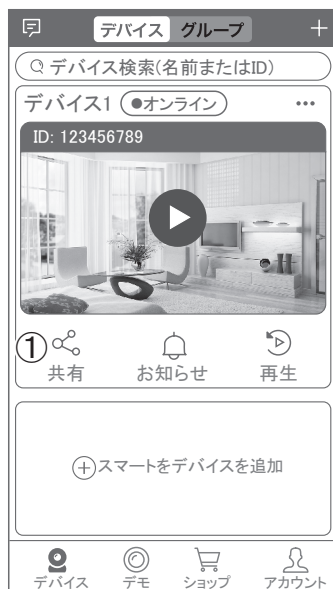 デバイス グループ
デバイス検索(名前またはID)
デバイス1 ●オンライン ...
ID: 123456789
①
共有 お知らせ 再生
スマートをデバイスを追加
デバイス デモ ショップ アカウント